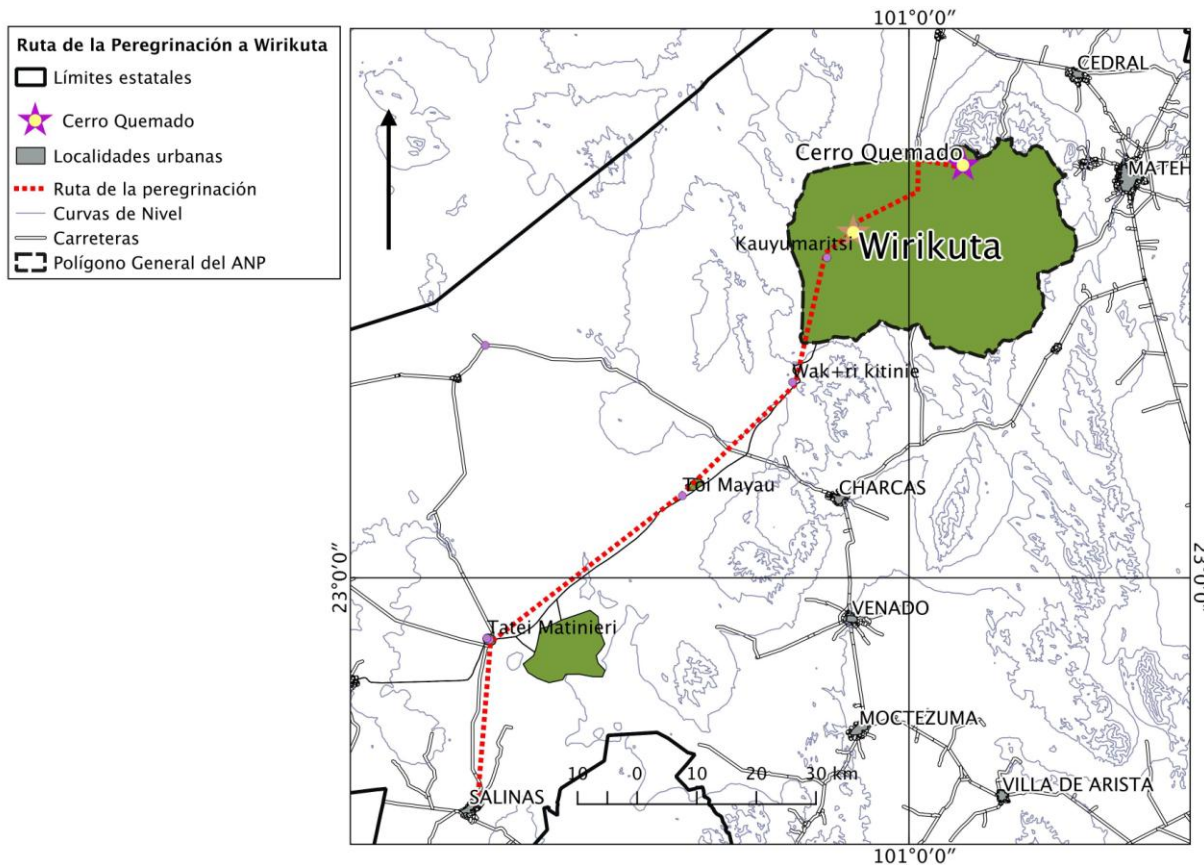 Ruta de la Peregrinación a Wirikuta
Límites estatales
Cerro Quemado
Localidades urbanas
Ruta de la peregrinación
Curvas de Nivel
Carreteras
Polígono General del ANP
101°0′0″
CEDRAL
Cerro Quemado
MATEH
Kauyumaritsi
Wirikuta
Wak+ri kitinie
Toi Mayau
CHARCAS
23°0′0″
23°0′0″
VENADO
Tatei Matinieri
MOCTEZUMA
10 0 10 20 30 km
SALINAS
VILLA DE ARISTA
101°0′0″